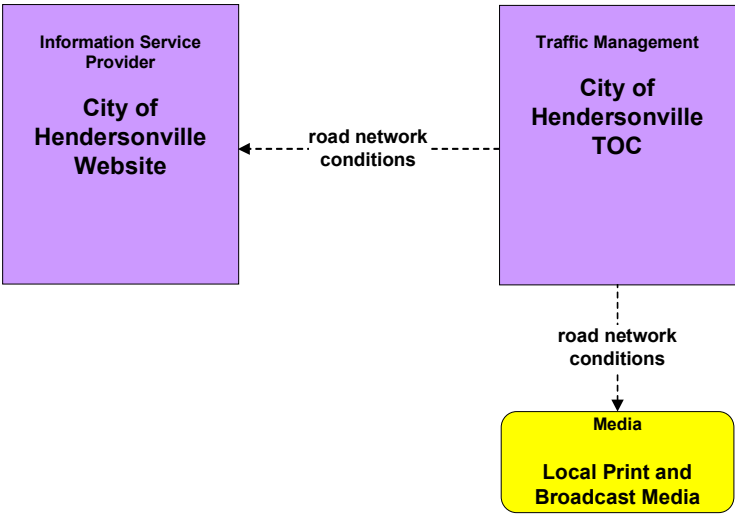 Information Service
Provider
City of
Hendersonville
Website
road network
conditions
Traffic Management
City of
Hendersonville
TOC
road network
conditions
Media
Local Print and
Broadcast Media